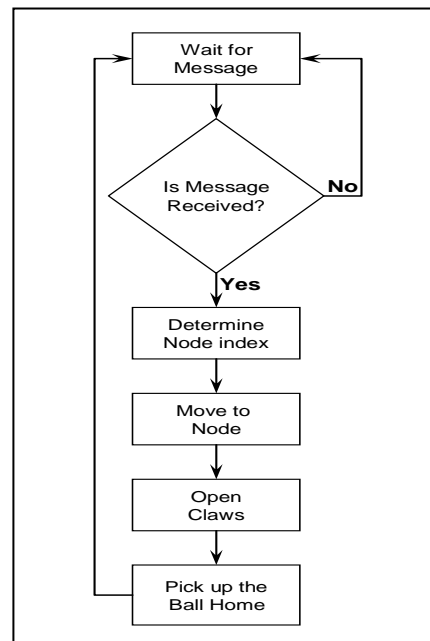 Wait for
Message
Is Message
Received?
No
Yes
Determine
Node index
Move to
Node
Open
Claws
Pick up the
Ball Home